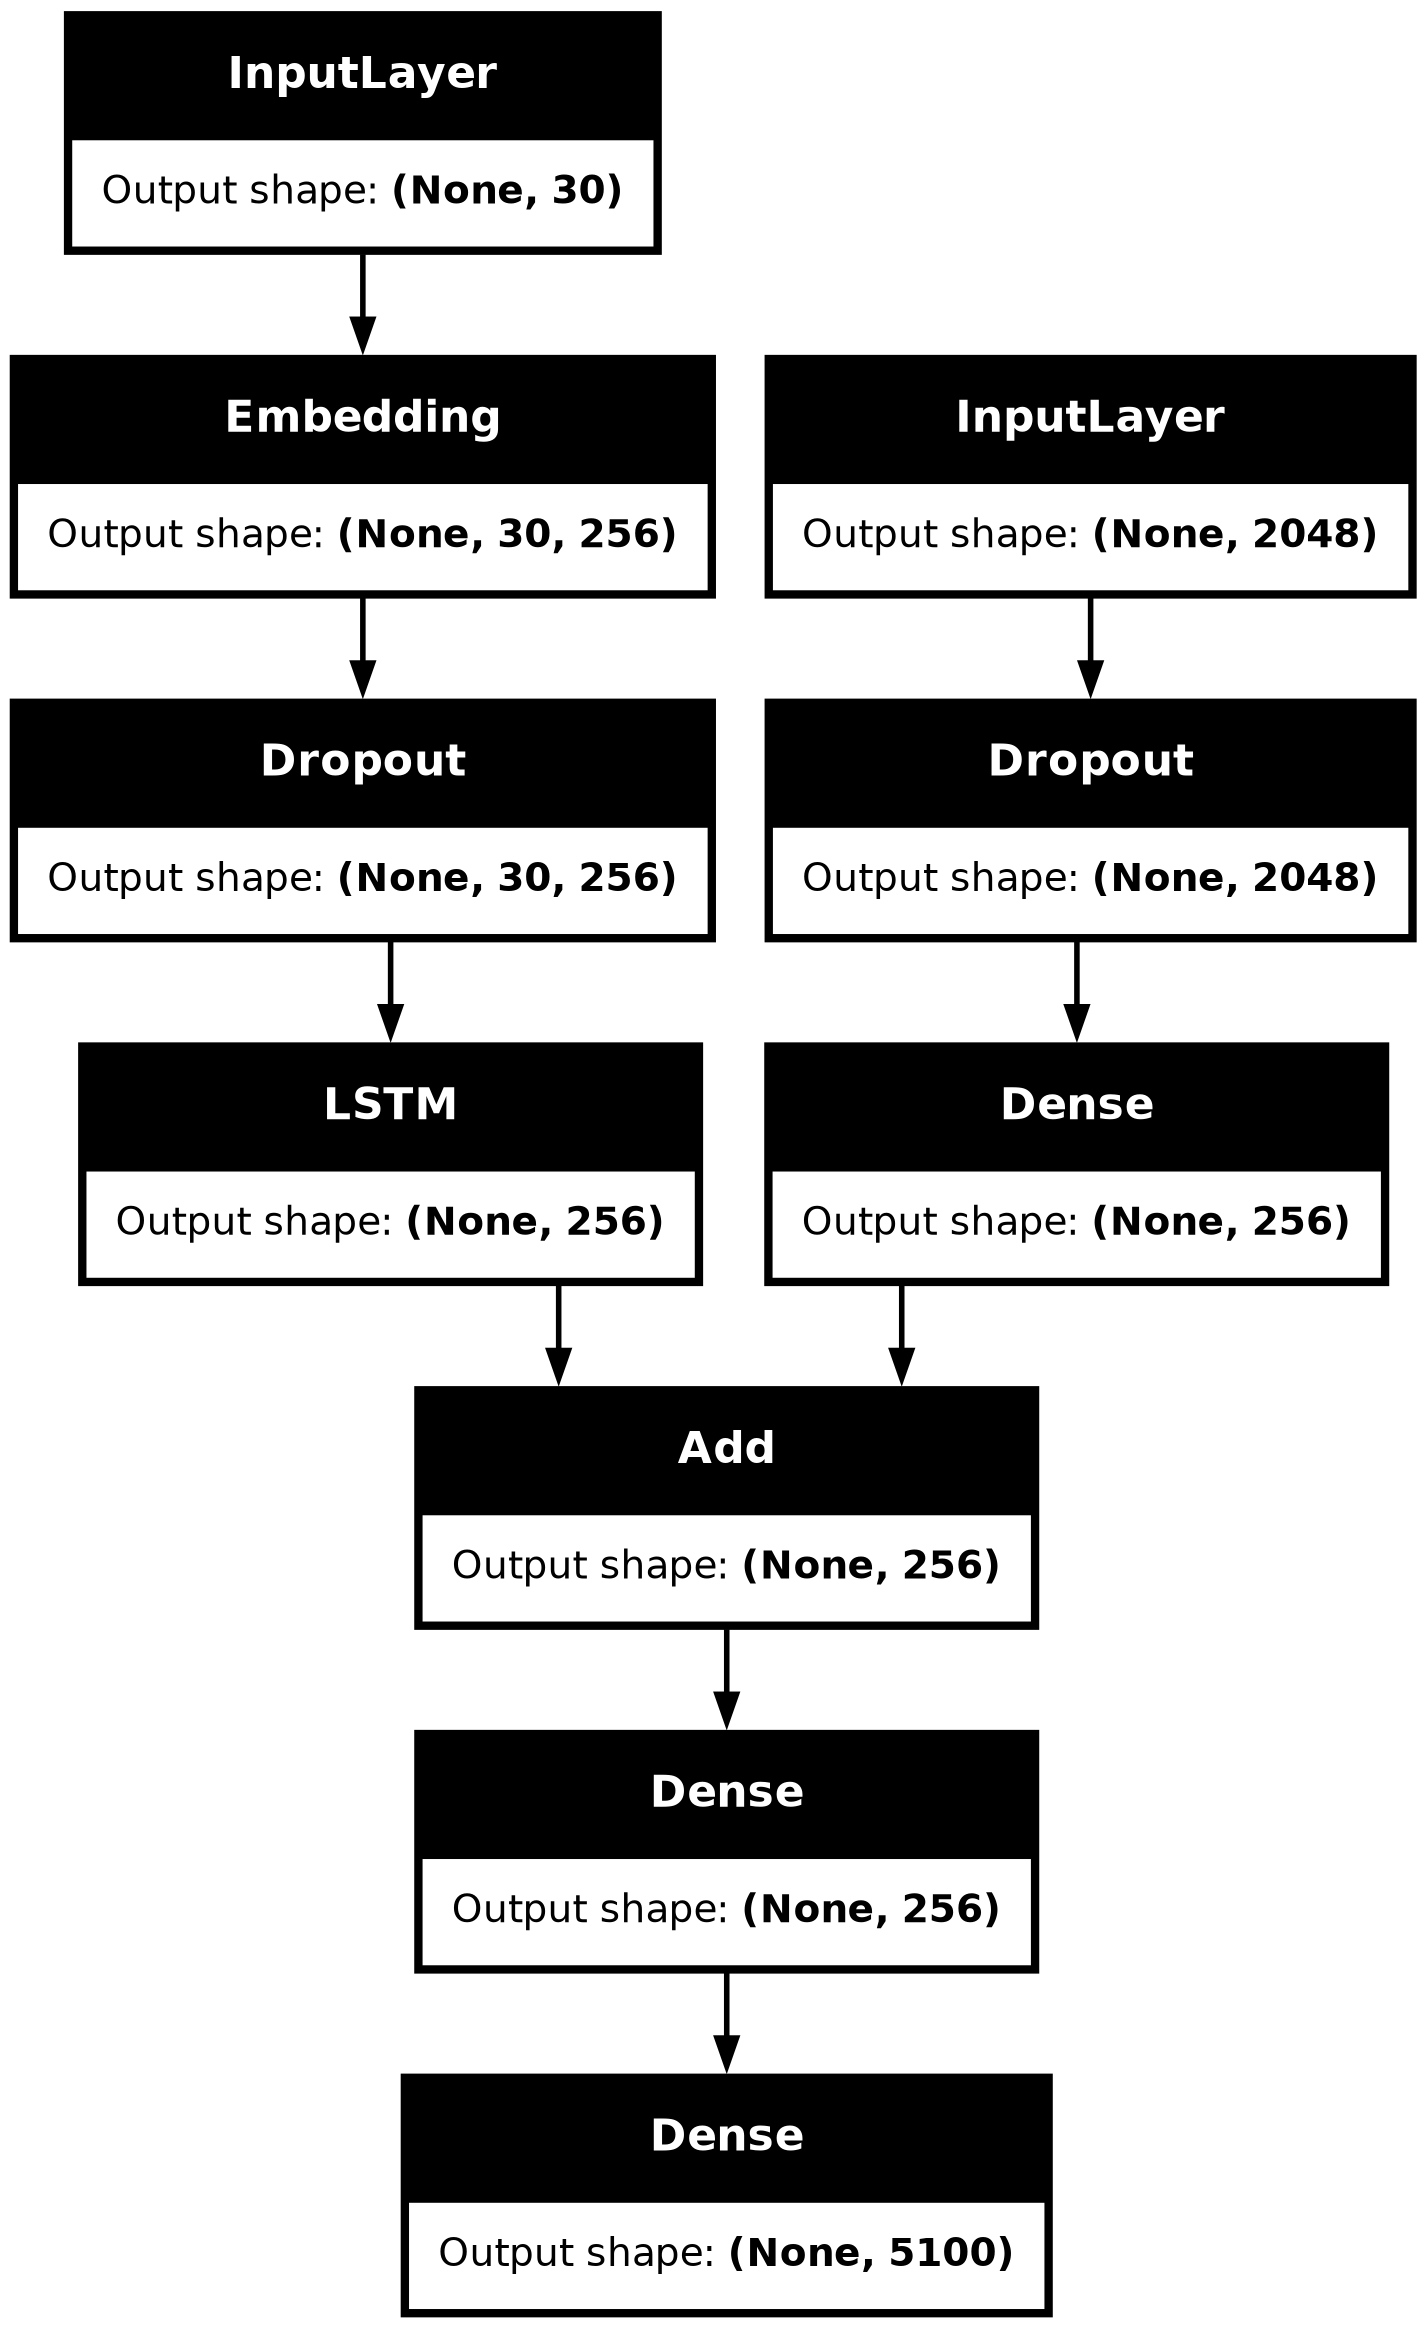 InputLayer
Output shape: (None, 30)
Embedding
Output shape: (None, 30, 256)
InputLayer
Output shape: (None, 2048)
Dropout
Output shape: (None, 30, 256)
Dropout
Output shape: (None, 2048)
LSTM
Output shape: (None, 256)
Dense
Output shape: (None, 256)
Add
Output shape: (None, 256)
Dense
Output shape: (None, 256)
Dense
Output shape: (None, 5100)